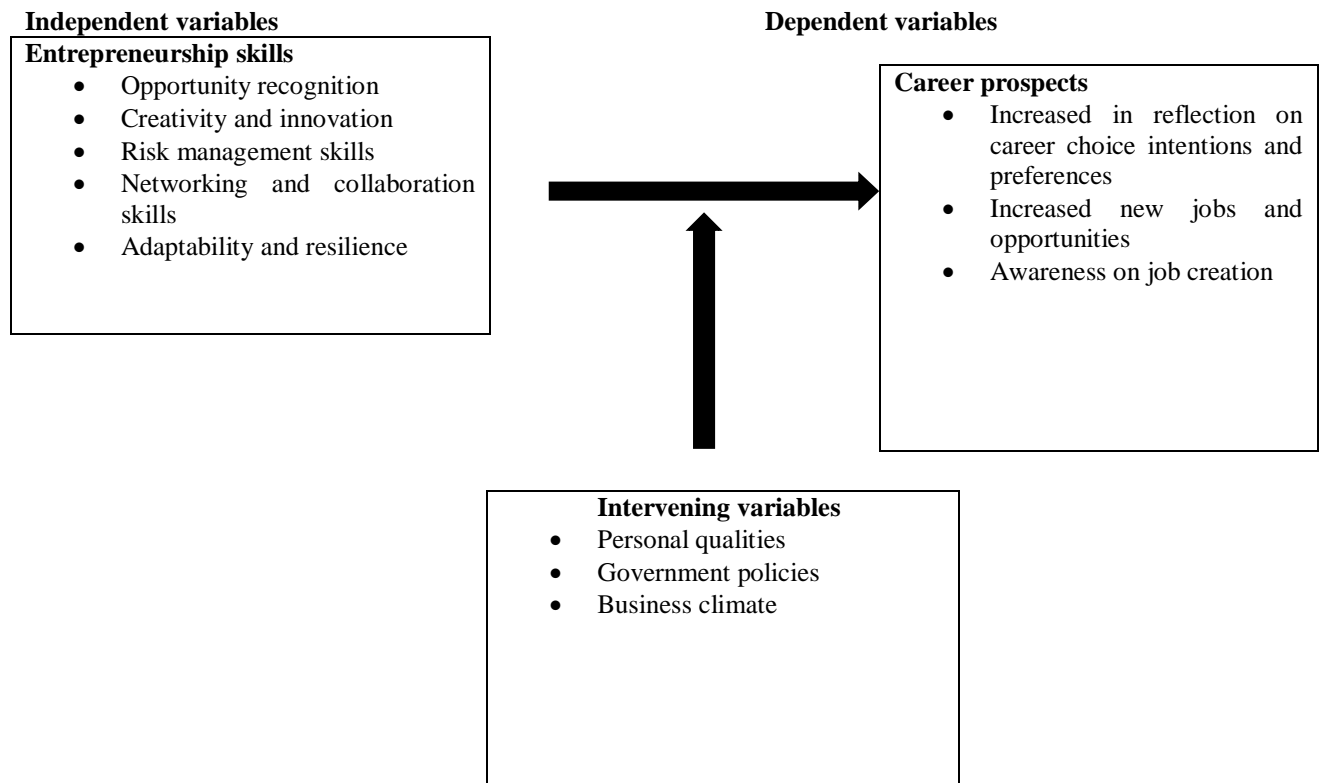 Independent variables
Dependent variables
Entrepreneurship skills
• Opportunity recognition
• Creativity and innovation
• Risk management skills
• Networking and collaboration
skills
• Adaptability and resilience
Career prospects
• Increased in reflection on
career choice intentions and
preferences
• Increased new jobs and
opportunities
• Awareness on job creation
Intervening variables
• Personal qualities
• Government policies
• Business climate